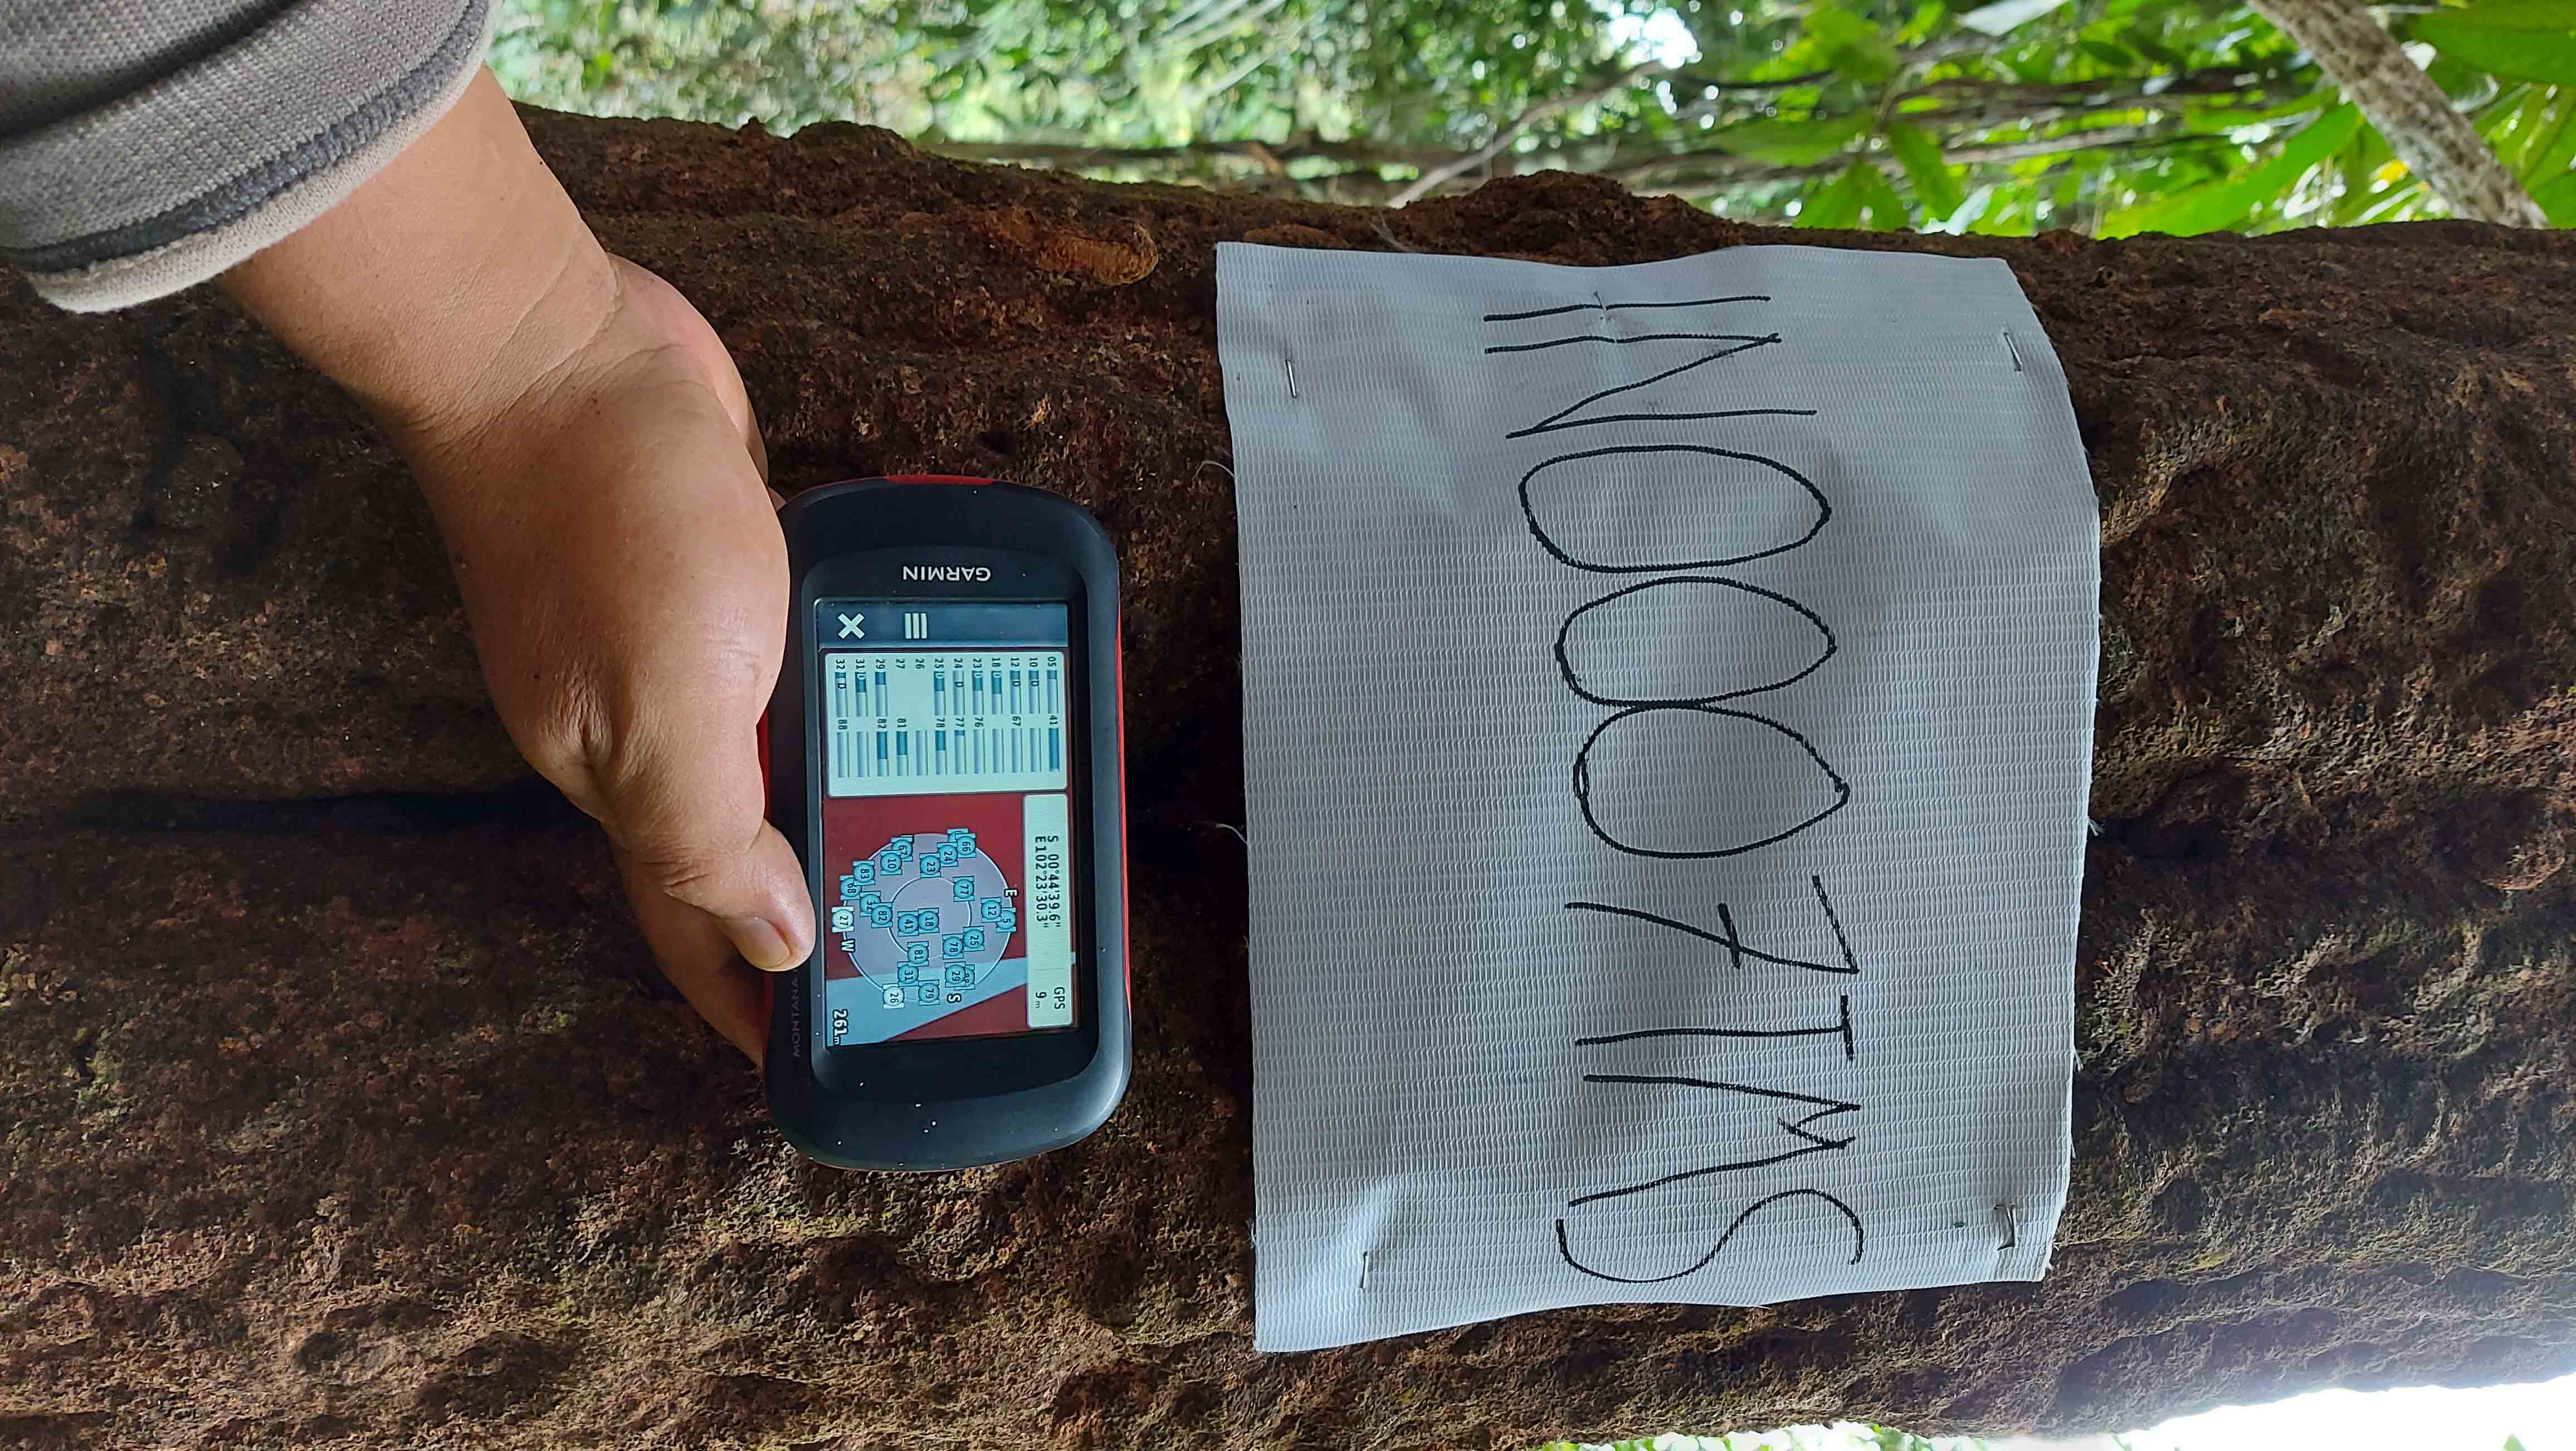 HN0007TMS
GARMIN
S 00°44'39.6"
E102°23'30.3"
GPS
9m
05 10 12 18 23 24 25 26 27 29 31 32
41 67 76 77 78 81 82 88
E
S
W
261m
MONTANA